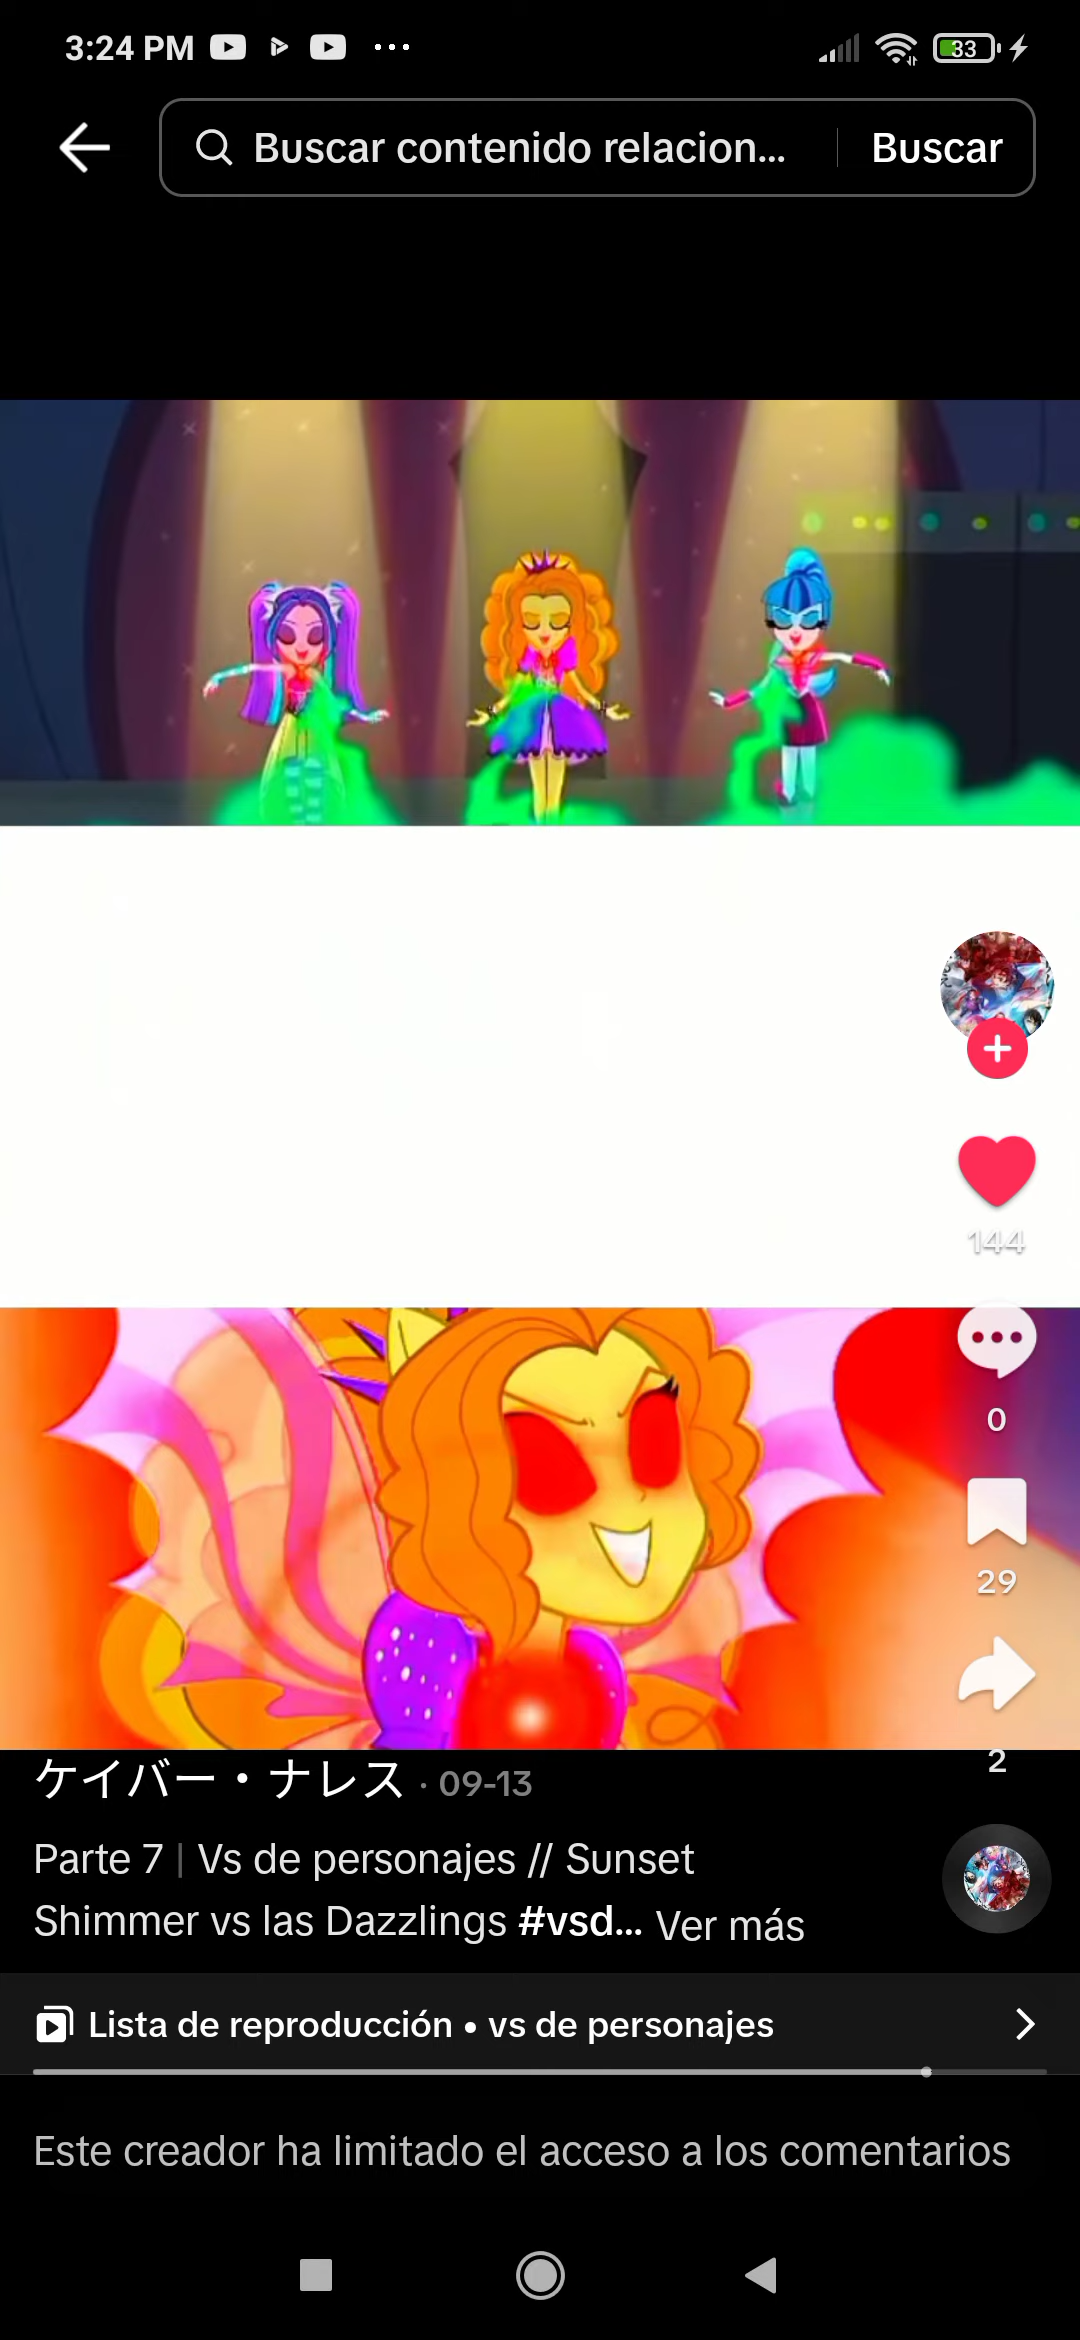 3:24 PM
33
Buscar contenido relacion... Buscar
144
0
29
2
ケイバー・ナレス · 09-13
Parte 7 | Vs de personajes // Sunset
Shimmer vs las Dazzlings #vsd... Ver más
Lista de reproducción • vs de personajes
Este creador ha limitado el acceso a los comentarios